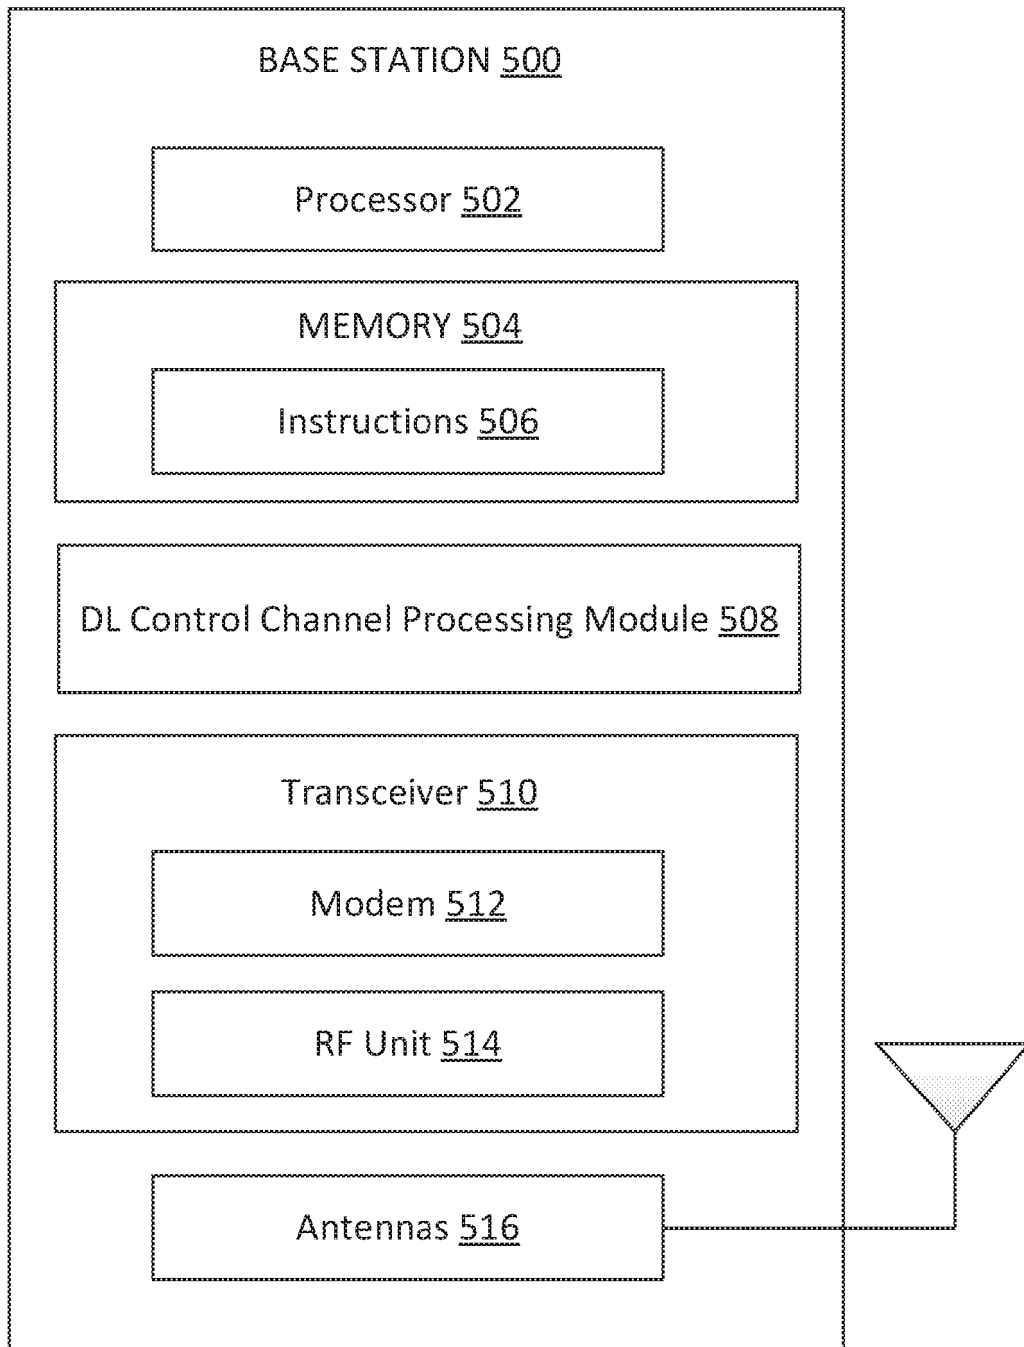 BASE STATION 500
Processor 502
MEMORY 504
Instructions 506
DL Control Channel Processing Module 508
Transceiver 510
Modem 512
RF Unit 514
Antennas 516